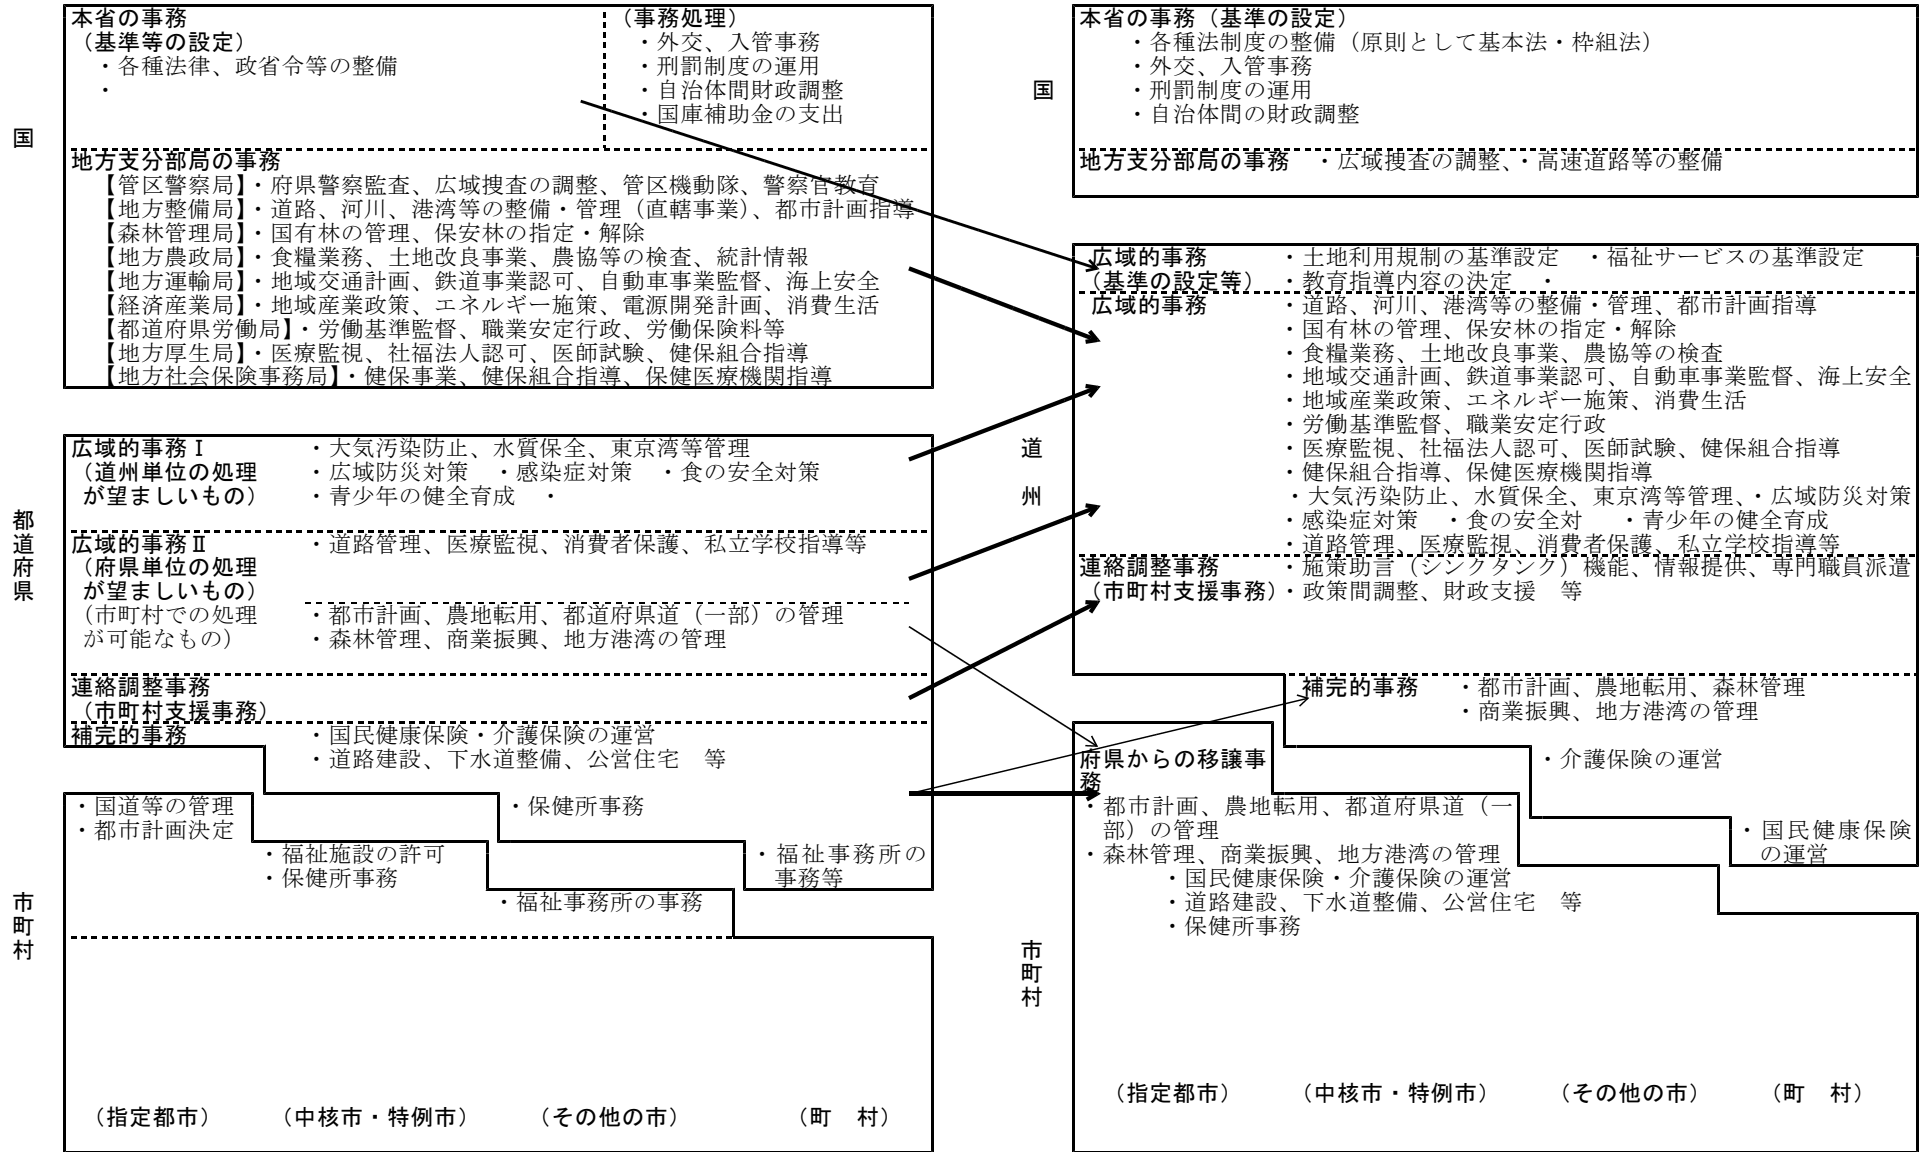 国
本省の事務
（基準等の設定）
・各種法律、政省令等の整備
・
（事務処理）
・外交、入管事務
・刑罰制度の運用
・自治体間財政調整
・国庫補助金の支出
地方支分部局の事務
【管区警察局】・府県警察監査、広域捜査の調整、管区機動隊、警察官教育
【地方整備局】・道路、河川、港湾等の整備・管理（直轄事業）、都市計画指導
【森林管理局】・国有林の管理、保安林の指定・解除
【地方農政局】・食糧業務、土地改良事業、農協等の検査、統計情報
【地方運輸局】・地域交通計画、鉄道事業認可、自動車事業監督、海上安全
【経済産業局】・地域産業政策、エネルギー施策、電源開発計画、消費生活
【都道府県労働局】・労働基準監督、職業安定行政、労働保険料等
【地方厚生局】・医療監視、社福法人認可、医師試験、健保組合指導
【地方社会保険事務局】・健保事業、健保組合指導、保健医療機関指導
都道府県
広域的事務Ⅰ ・大気汚染防止、水質保全、東京湾等管理
（道州単位の処理 ・広域防災対策 ・感染症対策 ・食の安全対策
が望ましいもの） ・青少年の健全育成 ・
広域的事務Ⅱ ・道路管理、医療監視、消費者保護、私立学校指導等
（府県単位の処理
が望ましいもの）
（市町村での処理 ・都市計画、農地転用、都道府県道（一部）の管理
が可能なもの） ・森林管理、商業振興、地方港湾の管理
連絡調整事務
（市町村支援事務）
補完的事務 ・国民健康保険・介護保険の運営
・道路建設、下水道整備、公営住宅 等
・保健所事務
・福祉事務所の
事務等
市町村
・国道等の管理
・都市計画決定
・福祉施設の許可
・保健所事務
・福祉事務所の事務
（指定都市） （中核市・特例市） （その他の市） （町 村）
国
本省の事務（基準の設定）
・各種法制度の整備（原則として基本法・枠組法）
・外交、入管事務
・刑罰制度の運用
・自治体間の財政調整
地方支分部局の事務 ・広域捜査の調整、・高速道路等の整備
道州
広域的事務 ・土地利用規制の基準設定 ・福祉サービスの基準設定
（基準の設定等） ・教育指導内容の決定 ・
広域的事務 ・道路、河川、港湾等の整備・管理、都市計画指導
・国有林の管理、保安林の指定・解除
・食糧業務、土地改良事業、農協等の検査
・地域交通計画、鉄道事業認可、自動車事業監督、海上安全
・地域産業政策、エネルギー施策、消費生活
・労働基準監督、職業安定行政
・医療監視、社福法人認可、医師試験、健保組合指導
・健保組合指導、保健医療機関指導
・大気汚染防止、水質保全、東京湾等管理、・広域防災対策
・感染症対策 ・食の安全対 ・青少年の健全育成
・道路管理、医療監視、消費者保護、私立学校指導等
連絡調整事務 ・施策助言（シンクタンク）機能、情報提供、専門職員派遣
（市町村支援事務）・政策間調整、財政支援 等
補完的事務 ・都市計画、農地転用、森林管理
・商業振興、地方港湾の管理
・介護保険の運営
・国民健康保険
の運営
市町村
府県からの移譲事
務
・都市計画、農地転用、都道府県道（一
部）の管理
・森林管理、商業振興、地方港湾の管理
・国民健康保険・介護保険の運営
・道路建設、下水道整備、公営住宅 等
・保健所事務
（指定都市） （中核市・特例市） （その他の市） （町 村）